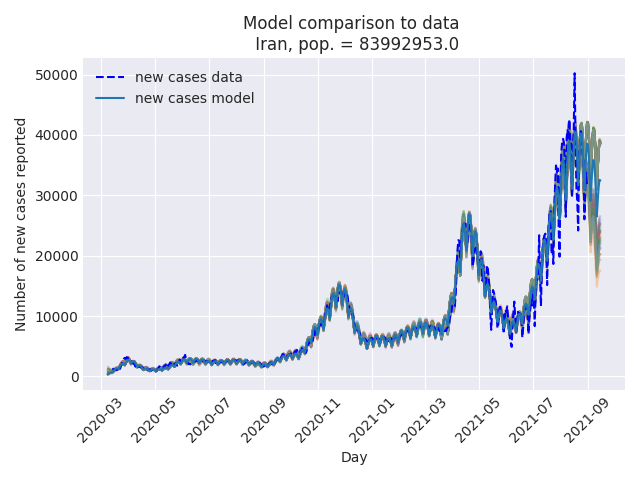 Model comparison to data
Iran, pop. = 83992953.0
new cases data
new cases model
Number of new cases reported
50000
40000
30000
20000
10000
0
2020-03
2020-05
2020-07
2020-09
2020-11
2021-01
2021-03
2021-05
2021-07
2021-09
Day